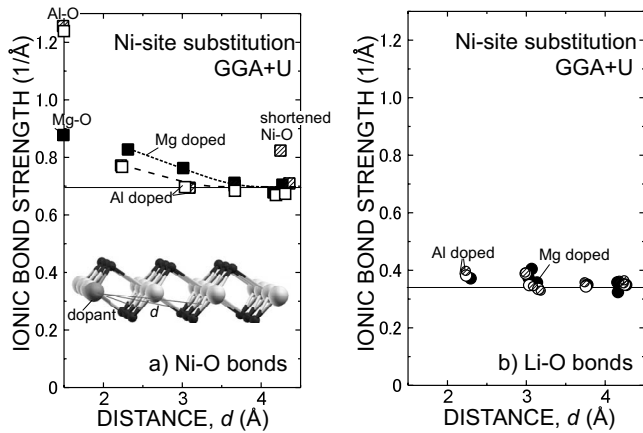 Al-O
1.2
1.0
0.8
0.6
0.4
0.2
0
IONIC BOND STRENGTH (1/Å)
Ni-site substitution
GGA+U
Mg-O
shortened
Ni-O
Mg doped
Al doped
dopant
d
a) Ni-O bonds
2
3
4
DISTANCE, d (Å)
1.2
1.0
0.8
0.6
0.4
0.2
0
IONIC BOND STRENGTH (1/Å)
Ni-site substitution
GGA+U
Al doped
Mg doped
b) Li-O bonds
2
3
4
DISTANCE, d (Å)